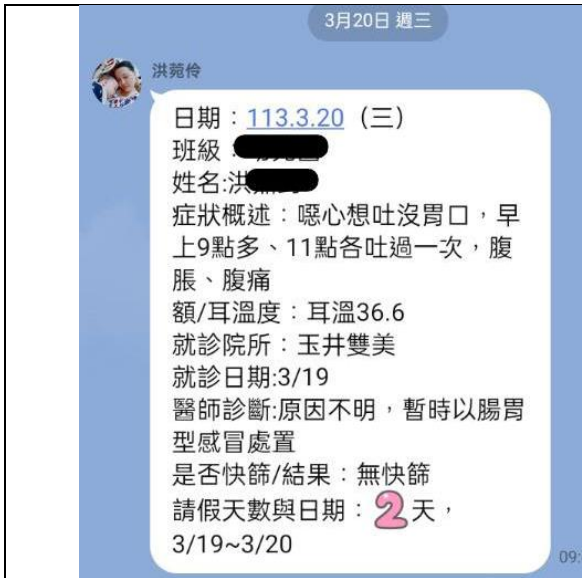 3月20日 週三
洪菀伶
日期：113.3.20（三）
班級：
姓名:洪
症狀概述：噁心想吐沒胃口，早
上9點多、11點各吐過一次，腹
脹、腹痛
額/耳溫度：耳溫36.6
就診院所：玉井雙美
就診日期:3/19
醫師診斷:原因不明，暫時以腸胃
型感冒處置
是否快篩/結果：無快篩
請假天數與日期：2天，
3/19~3/20
09: